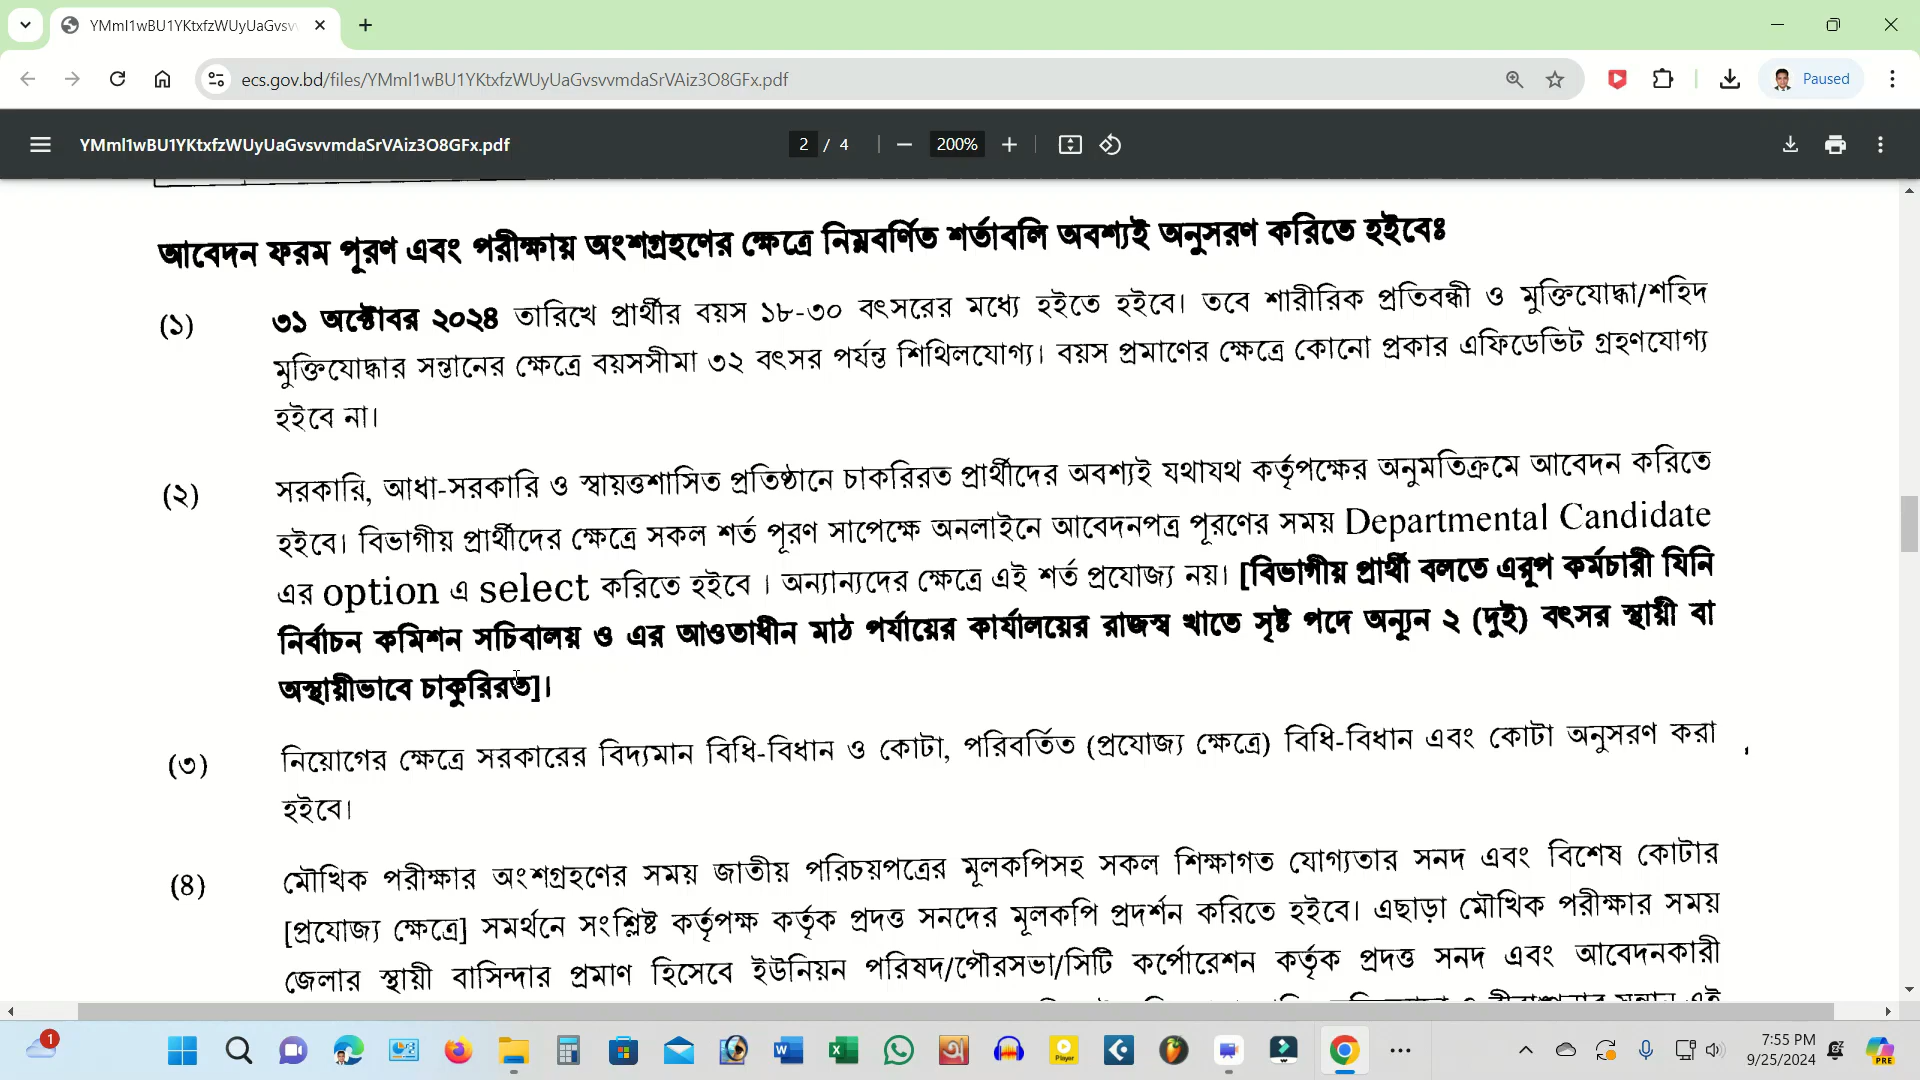 YMml1wBU1YKtxfzWUyUaGvsv
ecs.gov.bd/files/YMml1wBU1YKtxfzWUyUaGvsvvmdaSrVAiz3O8GFx.pdf
Paused
YMml1wBU1YKtxfzWUyUaGvsvvmdaSrVAiz3O8GFx.pdf
2 / 4
200%
আবেদন ফরম পূরণ এবং পরীক্ষায় অংশগ্রহণের ক্ষেত্রে নিম্নবর্ণিত শর্তাবলি অবশ্যই অনুসরণ করিতে হইবেঃ
(১) ৩১ অক্টোবর ২০২৪ তারিখে প্রার্থীর বয়স ১৮-৩০ বৎসরের মধ্যে হইতে হইবে। তবে শারীরিক প্রতিবন্ধী ও মুক্তিযোদ্ধা/শহিদ
মুক্তিযোদ্ধার সন্তানের ক্ষেত্রে বয়সসীমা ৩২ বৎসর পর্যন্ত শিথিলযোগ্য। বয়স প্রমাণের ক্ষেত্রে কোনো প্রকার এফিডেভিট গ্রহণযোগ্য
হইবে না।
(২) সরকারি, আধা-সরকারি ও স্বায়ত্তশাসিত প্রতিষ্ঠানে চাকরিরত প্রার্থীদের অবশ্যই যথাযথ কর্তৃপক্ষের অনুমতিক্রমে আবেদন করিতে
হইবে। বিভাগীয় প্রার্থীদের ক্ষেত্রে সকল শর্ত পূরণ সাপেক্ষে অনলাইনে আবেদনপত্র পূরণের সময় Departmental Candidate
এর option এ select করিতে হইবে । অন্যান্যদের ক্ষেত্রে এই শর্ত প্রযোজ্য নয়। [বিভাগীয় প্রার্থী বলতে এরূপ কর্মচারী যিনি
নির্বাচন কমিশন সচিবালয় ও এর আওতাধীন মাঠ পর্যায়ের কার্যালয়ের রাজস্ব খাতে সৃষ্ট পদে অন্যূন ২ (দুই) বৎসর স্থায়ী বা
অস্থায়ীভাবে চাকুরিরত]।
(৩) নিয়োগের ক্ষেত্রে সরকারের বিদ্যমান বিধি-বিধান ও কোটা, পরিবর্তিত (প্রযোজ্য ক্ষেত্রে) বিধি-বিধান এবং কোটা অনুসরণ করা
হইবে।
(৪) মৌখিক পরীক্ষার অংশগ্রহণের সময় জাতীয় পরিচয়পত্রের মূলকপিসহ সকল শিক্ষাগত যোগ্যতার সনদ এবং বিশেষ কোটার
[প্রযোজ্য ক্ষেত্রে] সমর্থনে সংশ্লিষ্ট কর্তৃপক্ষ কর্তৃক প্রদত্ত সনদের মূলকপি প্রদর্শন করিতে হইবে। এছাড়া মৌখিক পরীক্ষার সময়
জেলার স্থায়ী বাসিন্দার প্রমাণ হিসেবে ইউনিয়ন পরিষদ/পৌরসভা/সিটি কর্পোরেশন কর্তৃক প্রদত্ত সনদ এবং আবেদনকারী
1
Player
7:55 PM
9/25/2024
PRE